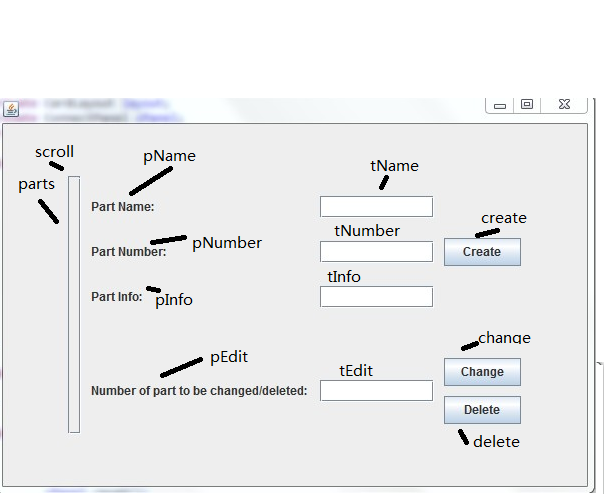 scroll
pName
tName
parts
Part Name:
create
tNumber
pNumber
Part Number:
Create
tInfo
Part Info:
pInfo
change
pEdit
tEdit
Change
Number of part to be changed/deleted:
Delete
delete